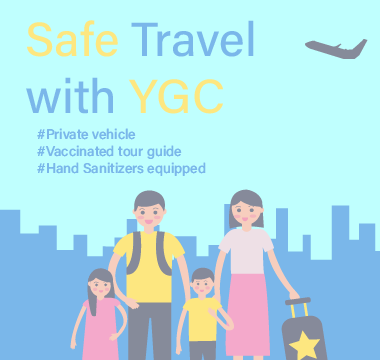 Safe Travel
with YGC
#Private vehicle
#Vaccinated tour guide
#Hand Sanitizers equipped